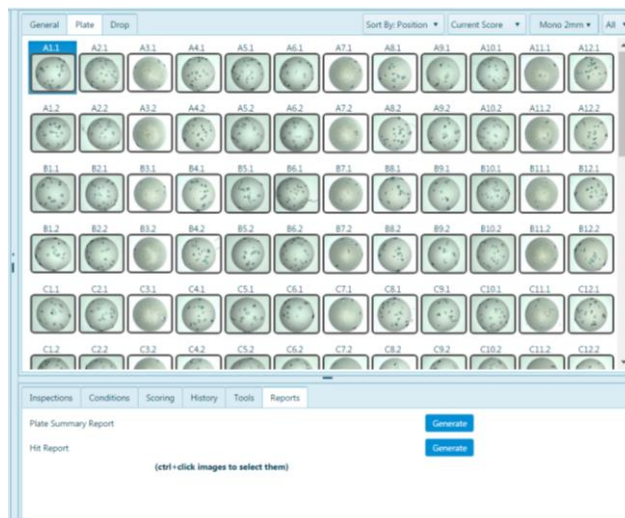 General Plate Drop Sort By: Position Current Score Mono 2mm All
A1.1 A2.1 A3.1 A4.1 A5.1 A6.1 A7.1 A8.1 A9.1 A10.1 A11.1 A12.1
A1.2 A2.2 A3.2 A4.2 A5.2 A6.2 A7.2 A8.2 A9.2 A10.2 A11.2 A12.2
B1.1 B2.1 B3.1 B4.1 B5.1 B6.1 B7.1 B8.1 B9.1 B10.1 B11.1 B12.1
B1.2 B2.2 B3.2 B4.2 B5.2 B6.2 B7.2 B8.2 B9.2 B10.2 B11.2 B12.2
C1.1 C2.1 C3.1 C4.1 C5.1 C6.1 C7.1 C8.1 C9.1 C10.1 C11.1 C12.1
C1.2 C2.2 C3.2 C4.2 C5.2 C6.2 C7.2 C8.2 C9.2 C10.2 C11.2 C12.2
Inspections Conditions Scoring History Tools Reports
Plate Summary Report Generate
Hit Report Generate
(ctrl+click images to select them)